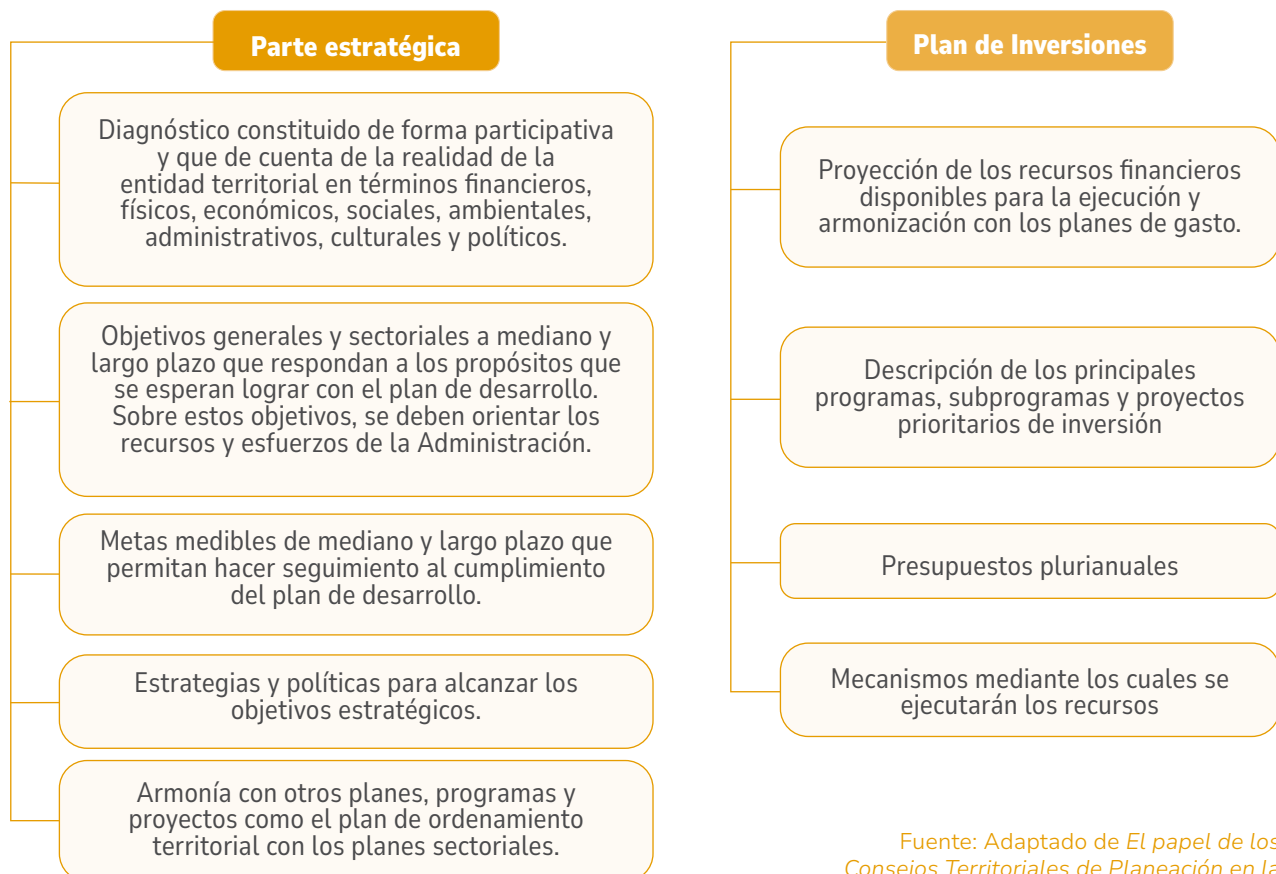 Parte estratégica
Diagnóstico constituido de forma participativa
y que de cuenta de la realidad de la
entidad territorial en términos financieros,
físicos, económicos, sociales, ambientales,
administrativos, culturales y políticos.
Objetivos generales y sectoriales a mediano y
largo plazo que respondan a los propósitos que
se esperan lograr con el plan de desarrollo.
Sobre estos objetivos, se deben orientar los
recursos y esfuerzos de la Administración.
Metas medibles de mediano y largo plazo que
permitan hacer seguimiento al cumplimiento
del plan de desarrollo.
Estrategias y políticas para alcanzar los
objetivos estratégicos.
Armonía con otros planes, programas y
proyectos como el plan de ordenamiento
territorial con los planes sectoriales.
Plan de Inversiones
Proyección de los recursos financieros
disponibles para la ejecución y
armonización con los planes de gasto.
Descripción de los principales
programas, subprogramas y proyectos
prioritarios de inversión
Presupuestos plurianuales
Mecanismos mediante los cuales se
ejecutarán los recursos
Fuente: Adaptado de El papel de los
Consejos Territoriales de Planeación en la